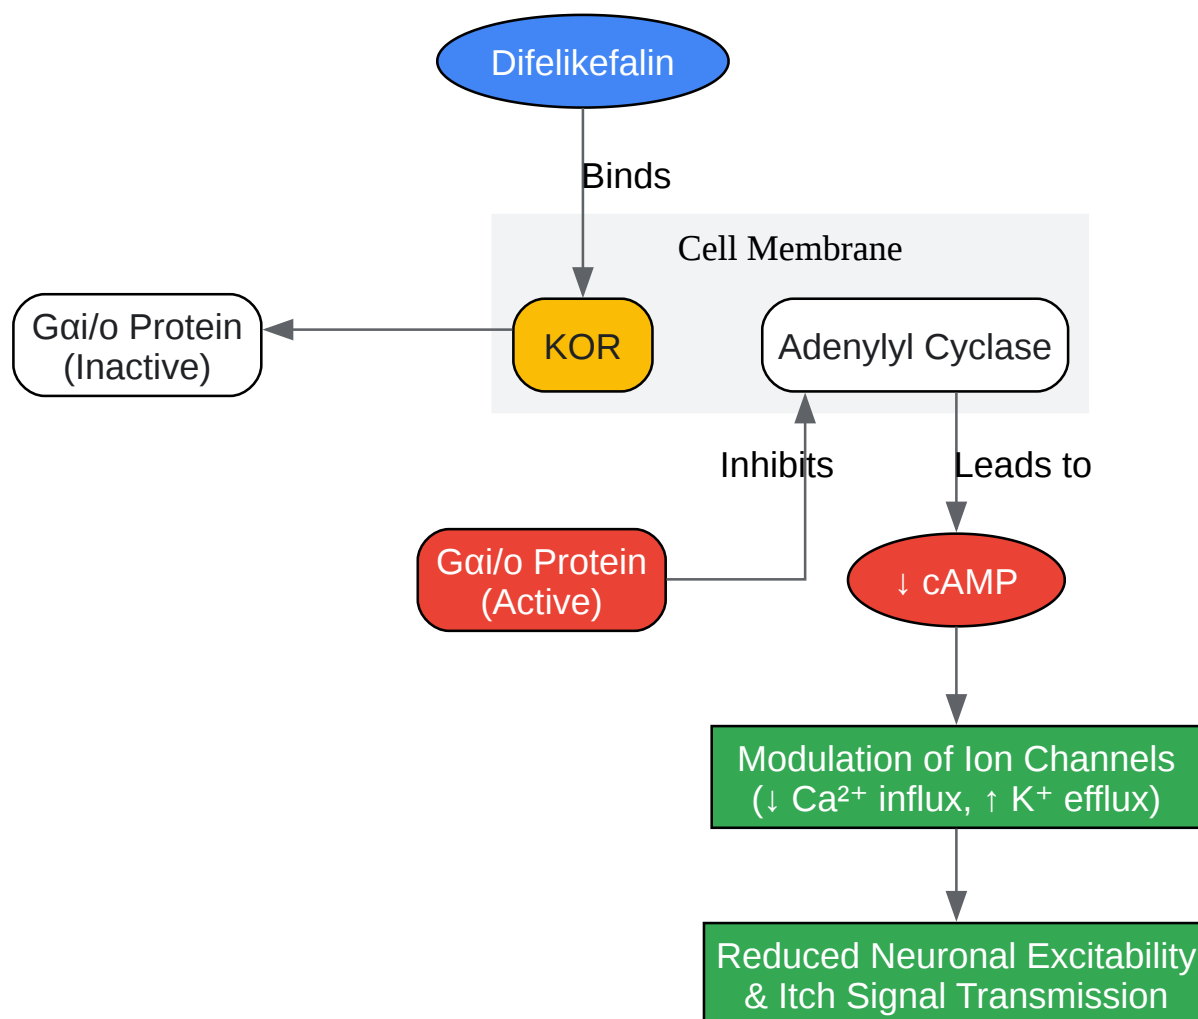 Difelikefalin
Binds
Cell Membrane
Gαi/o Protein
(Inactive)
KOR
Adenylyl Cyclase
Inhibits
Leads to
Gαi/o Protein
(Active)
↓ cAMP
Modulation of Ion Channels
(↓ Ca²⁺ influx, ↑ K⁺ efflux)
Reduced Neuronal Excitability
& Itch Signal Transmission